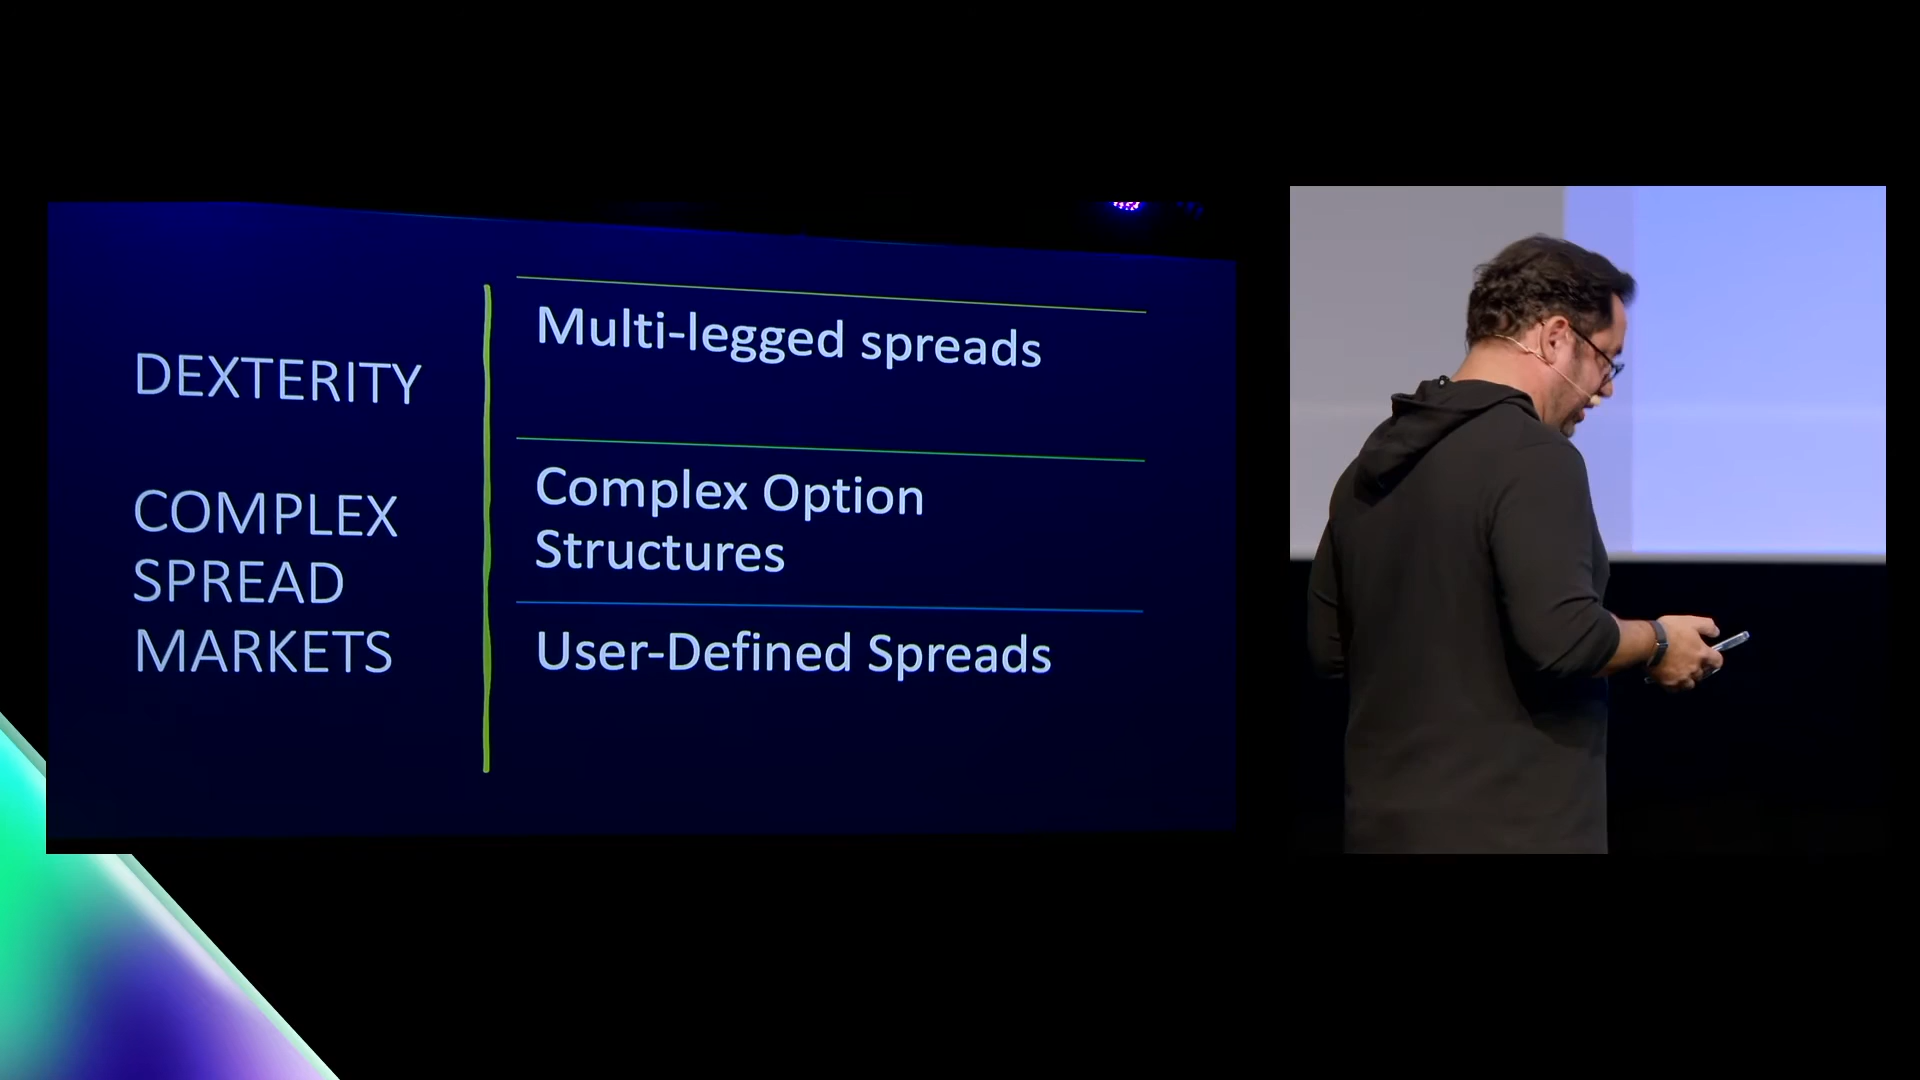 DEXTERITY
COMPLEX
SPREAD
MARKETS
Multi-legged spreads
Complex Option
Structures
User-Defined Spreads